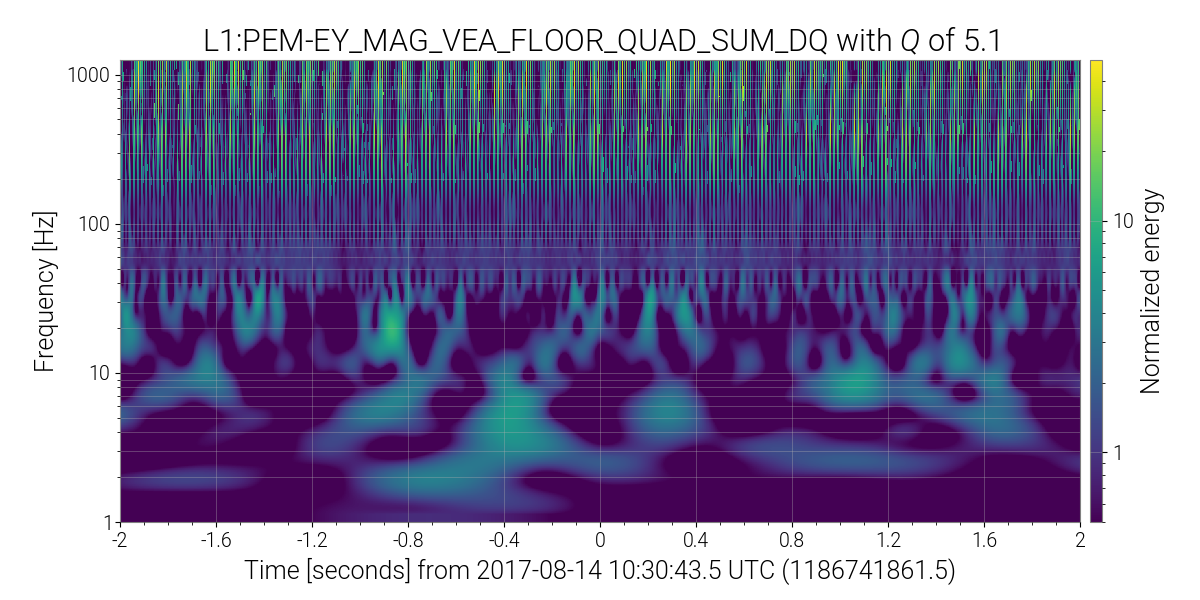 L1:PEM-EY_MAG_VEA_FLOOR_QUAD_SUM_DQ with Q of 5.1
1000
100
10
1
Frequency [Hz]
-2 -1.6 -1.2 -0.8 -0.4 0 0.4 0.8 1.2 1.6 2
Time [seconds] from 2017-08-14 10:30:43.5 UTC (1186741861.5)
10
1
Normalized energy